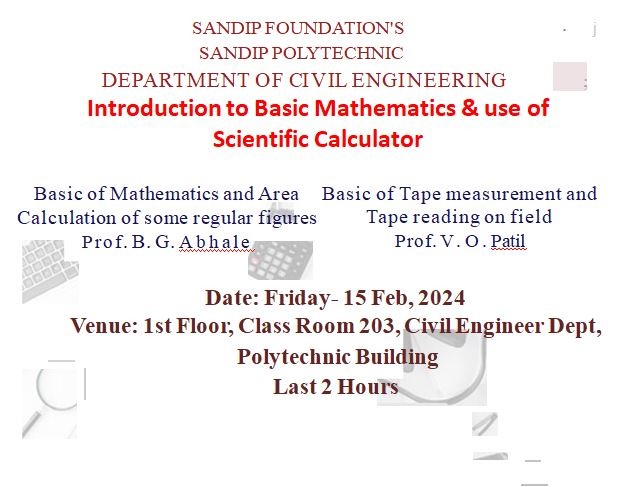 SANDIP FOUNDATION'S
SANDIP POLYTECHNIC
DEPARTMENT OF CIVIL ENGINEERING
Introduction to Basic Mathematics & use of
Scientific Calculator
Basic of Mathematics and Area
Calculation of some regular figures
Prof. B. G. Abhale
Basic of Tape measurement and
Tape reading on field
Prof. V. O. Patil
Date: Friday- 15 Feb, 2024
Venue: 1st Floor, Class Room 203, Civil Engineer Dept,
Polytechnic Building
Last 2 Hours